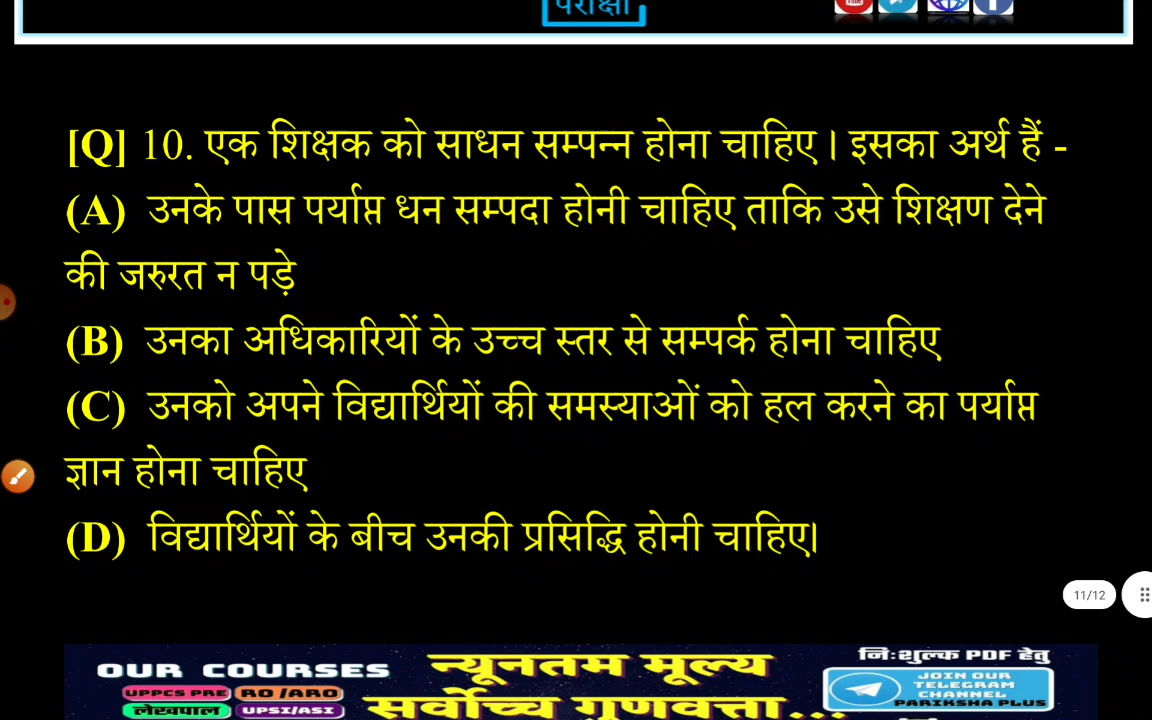 परीक्षा
[Q] 10. एक शिक्षक को साधन सम्पन्न होना चाहिए । इसका अर्थ हैं -
(A) उनके पास पर्याप्त धन सम्पदा होनी चाहिए ताकि उसे शिक्षण देने
की जरुरत न पड़े
(B) उनका अधिकारियों के उच्च स्तर से सम्पर्क होना चाहिए
(C) उनको अपने विद्यार्थियों की समस्याओं को हल करने का पर्याप्त
ज्ञान होना चाहिए
(D) विद्यार्थियों के बीच उनकी प्रसिद्धि होनी चाहिए।
11/12
OUR COURSES
UPPCS PRE RO /ARO
लेखपाल UPSI/ASI
न्यूनतम मूल्य
सर्वोच्च गुणवत्ता...
निःशुल्क PDF हेतु
JOIN OUR
TELEGRAM
CHANNEL
PARIKSHA PLUS